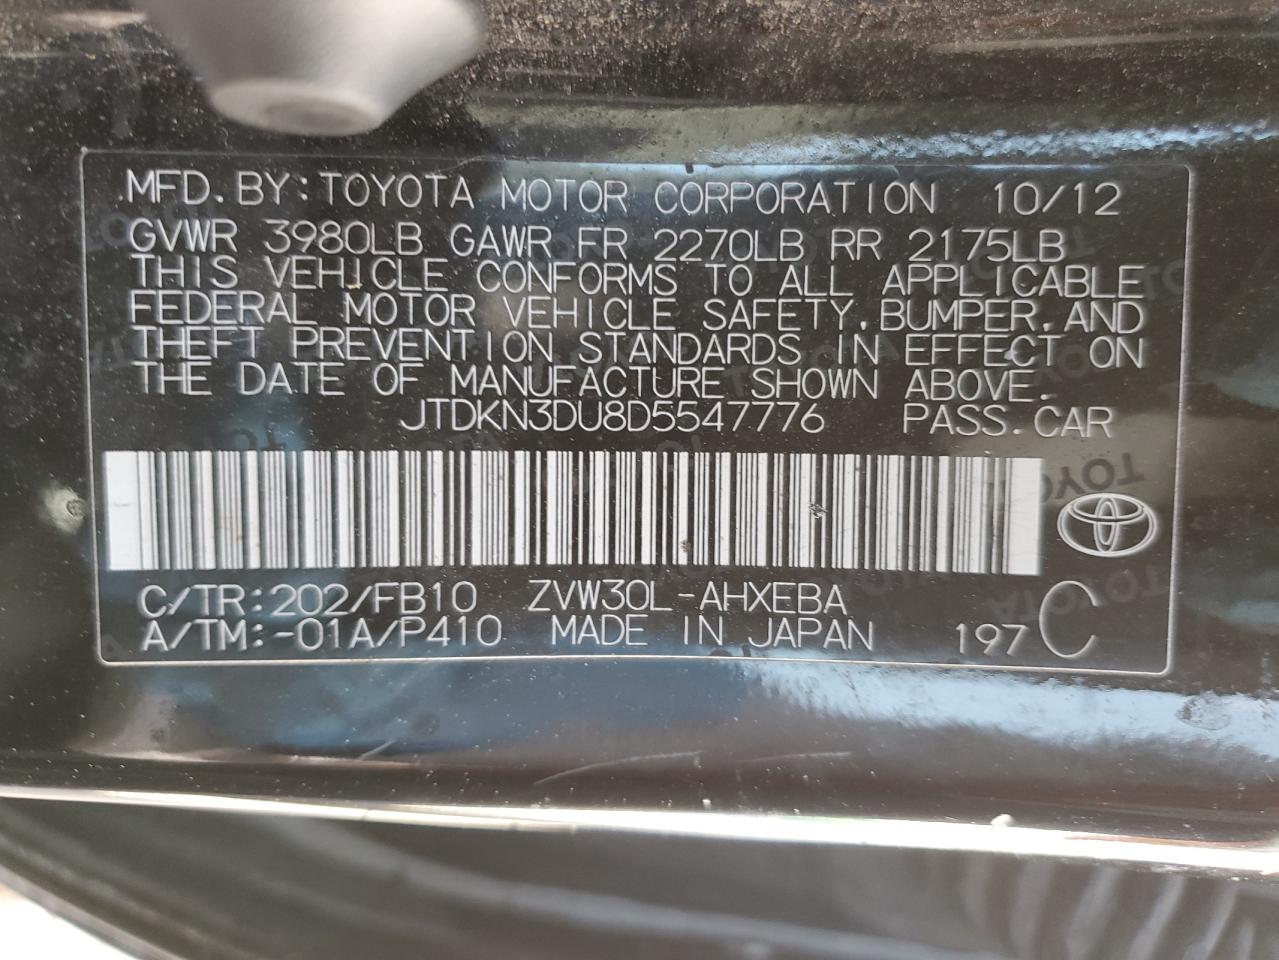 MFD. BY: TOYOTA MOTOR CORPORATION 10/12
GVWR 3980LB GAWR FR 2270LB RR 2175LB
THIS VEHICLE CONFORMS TO ALL APPLICABLE
FEDERAL MOTOR VEHICLE SAFETY, BUMPER, AND
THEFT PREVENTION STANDARDS IN EFFECT ON
THE DATE OF MANUFACTURE SHOWN ABOVE.
JTDKN3DU8D5547776 PASS. CAR
C/TR: 202/FB10 ZVW30L-AHXEBA
A/TM: -01A/P410 MADE IN JAPAN 197 C